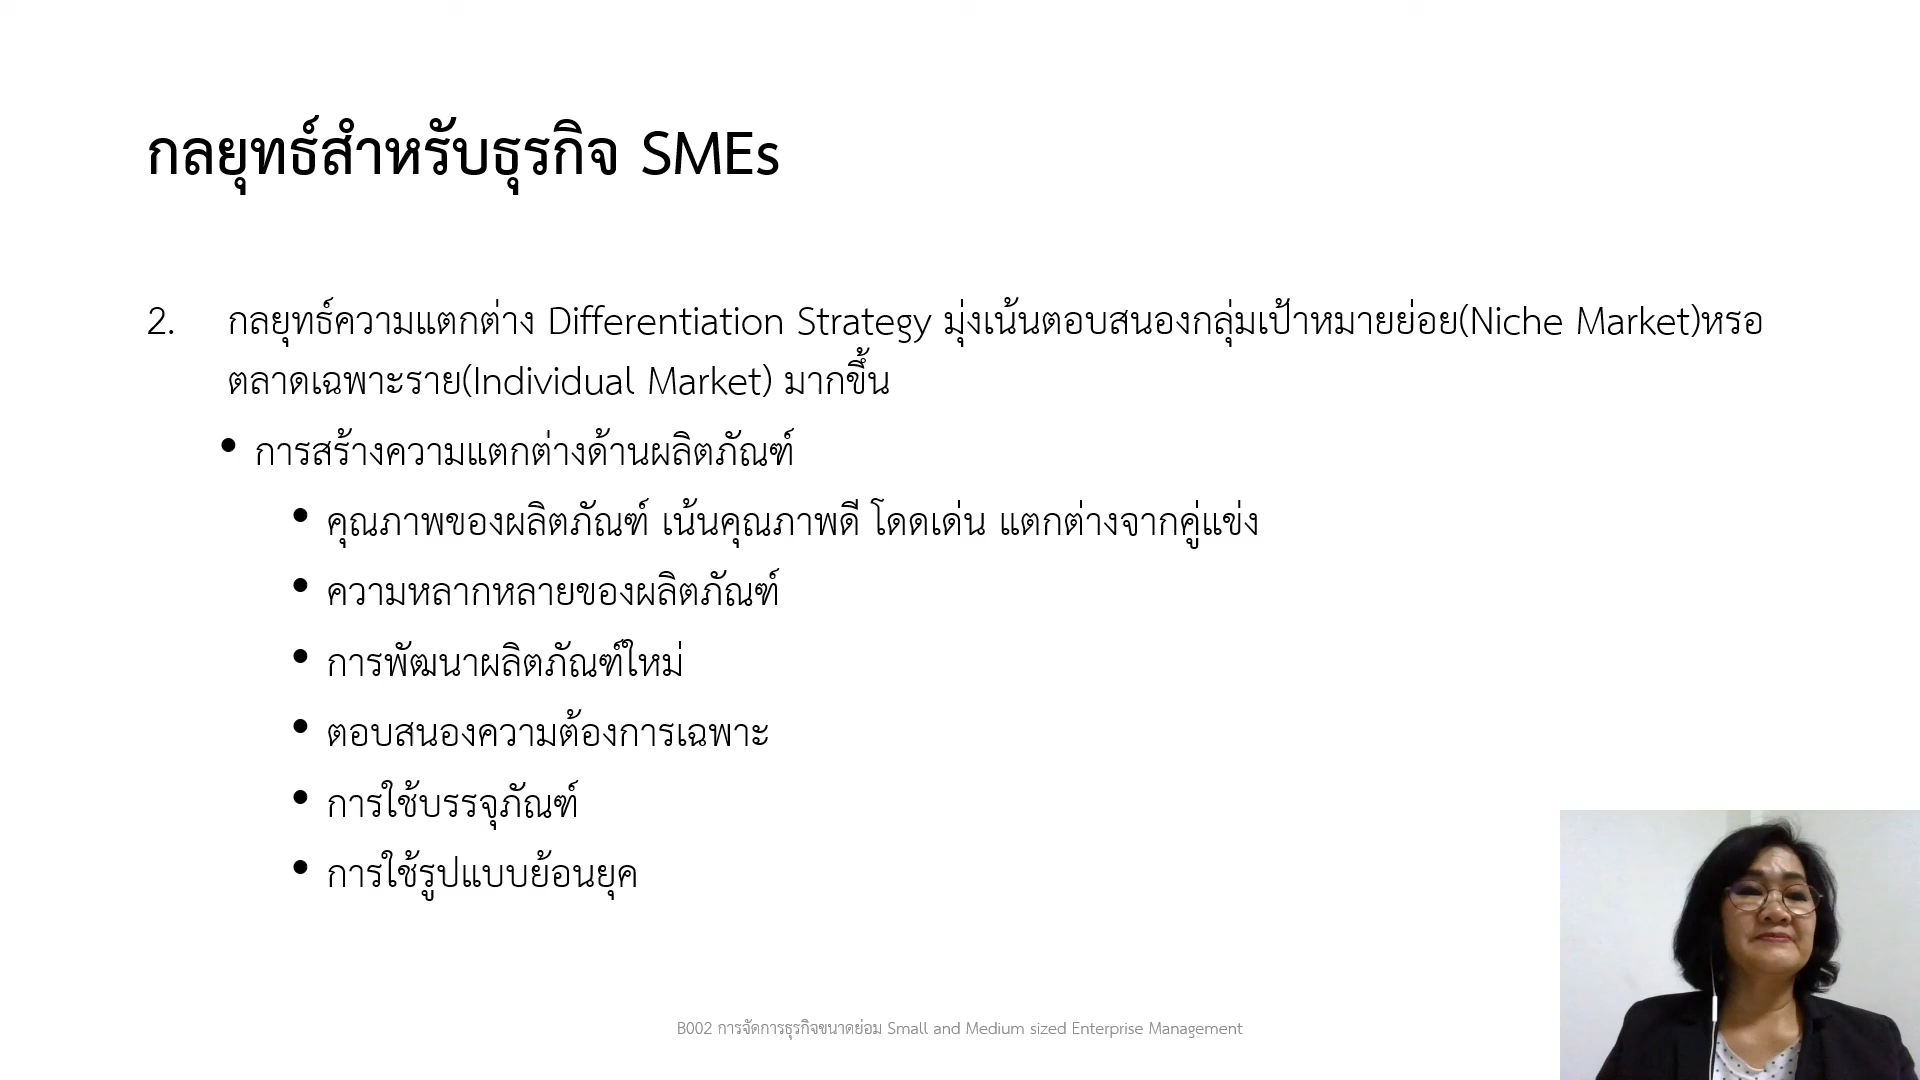 กลยุทธ์สำหรับธุรกิจ SMEs
2. กลยุทธ์ความแตกต่าง Differentiation Strategy มุ่งเน้นตอบสนองกลุ่มเป้าหมายย่อย(Niche Market)หรอ
ตลาดเฉพาะราย(Individual Market) มากขึ้น
• การสร้างความแตกต่างด้านผลิตภัณฑ์
• คุณภาพของผลิตภัณฑ์ เน้นคุณภาพดี โดดเด่น แตกต่างจากคู่แข่ง
• ความหลากหลายของผลิตภัณฑ์
• การพัฒนาผลิตภัณฑ์ใหม่
• ตอบสนองความต้องการเฉพาะ
• การใช้บรรจุภัณฑ์
• การใช้รูปแบบย้อนยุค
B002 การจัดการธุรกิจขนาดย่อม Small and Medium sized Enterprise Management